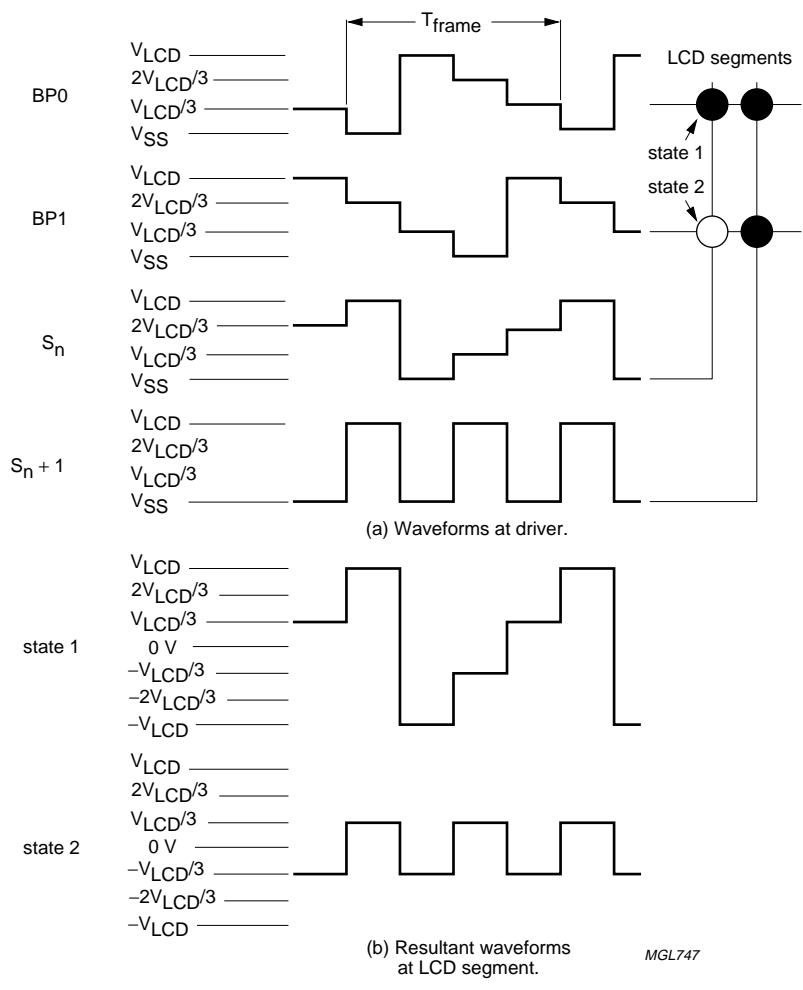 T_frame
LCD segments
BP0
V_LCD
2V_LCD/3
V_LCD/3
V_SS
state 1
BP1
V_LCD
2V_LCD/3
V_LCD/3
V_SS
state 2
S_n
V_LCD
2V_LCD/3
V_LCD/3
V_SS
S_n + 1
V_LCD
2V_LCD/3
V_LCD/3
V_SS
(a) Waveforms at driver.
state 1
V_LCD
2V_LCD/3
V_LCD/3
0 V
−V_LCD/3
−2V_LCD/3
−V_LCD
state 2
V_LCD
2V_LCD/3
V_LCD/3
0 V
−V_LCD/3
−2V_LCD/3
−V_LCD
(b) Resultant waveforms
at LCD segment.
MGL747